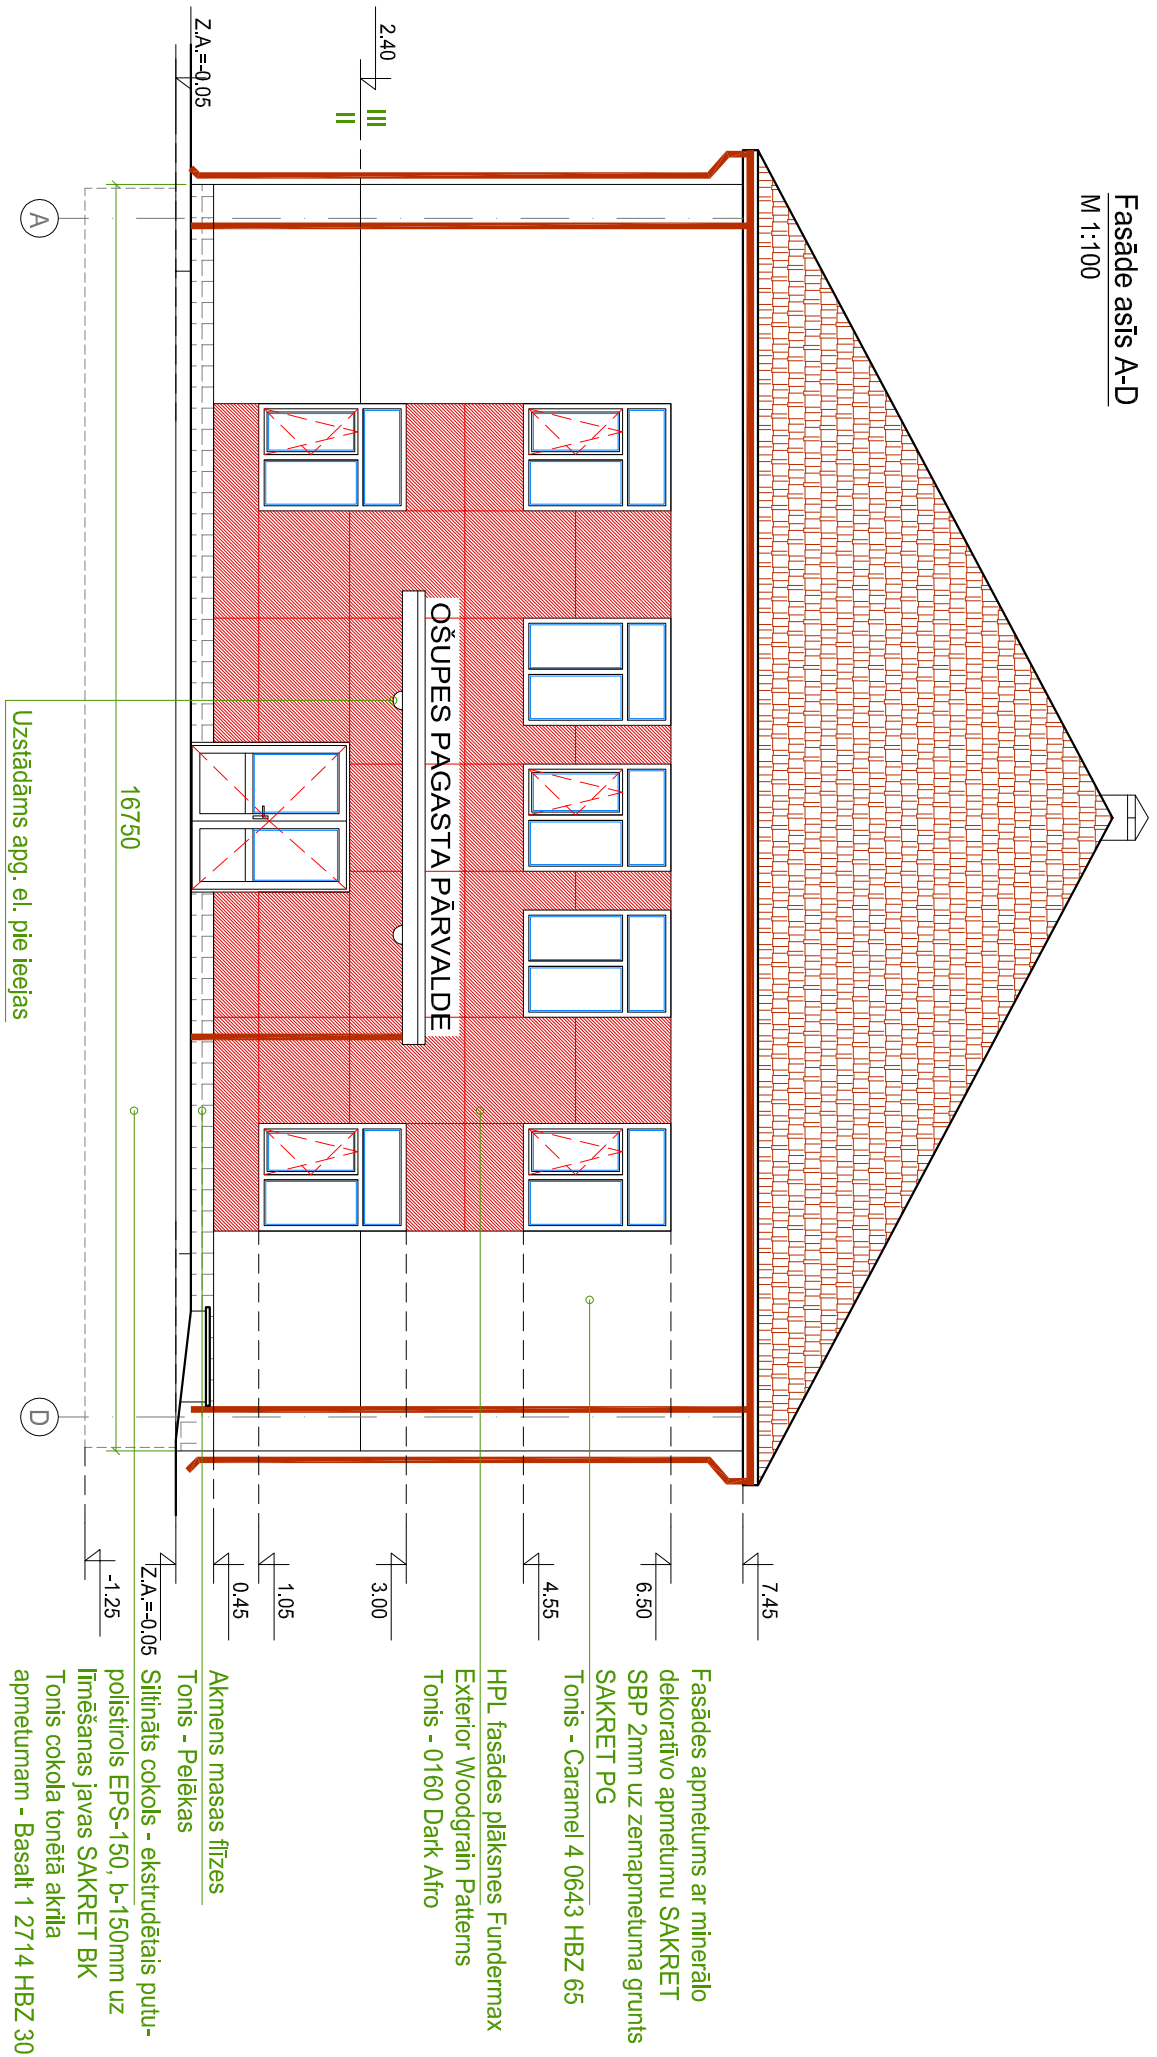 Fasāde asīs A-D
M 1:100
2.40
III
II
Z.A.=-0.05
A
OŠUPES PAGASTA PĀRVALDE
16750
Uzstādāms apg. el. pie ieejas
D
7.45
6.50
4.55
3.00
1.05
0.45
Z.A.=-0.05
-1.25
Fasādes apmetums ar minerālo
dekoratīvo apmetumu SAKRET
SBP 2mm uz zemapmetuma grunts
SAKRET PG
Tonis - Caramel 4 0643 HBZ 65
HPL fasādes plāksnes Fundermax
Exterior Woodgrain Patterns
Tonis - 0160 Dark Afro
Akmens masas flīzes
Tonis - Pelēkas
Siltināts cokols - ekstrudētais putu-
polistirols EPS-150, b-150mm uz
līmēšanas javas SAKRET BK
Tonis cokola tonētā akrila
apmetumam - Basalt 1 2714 HBZ 30